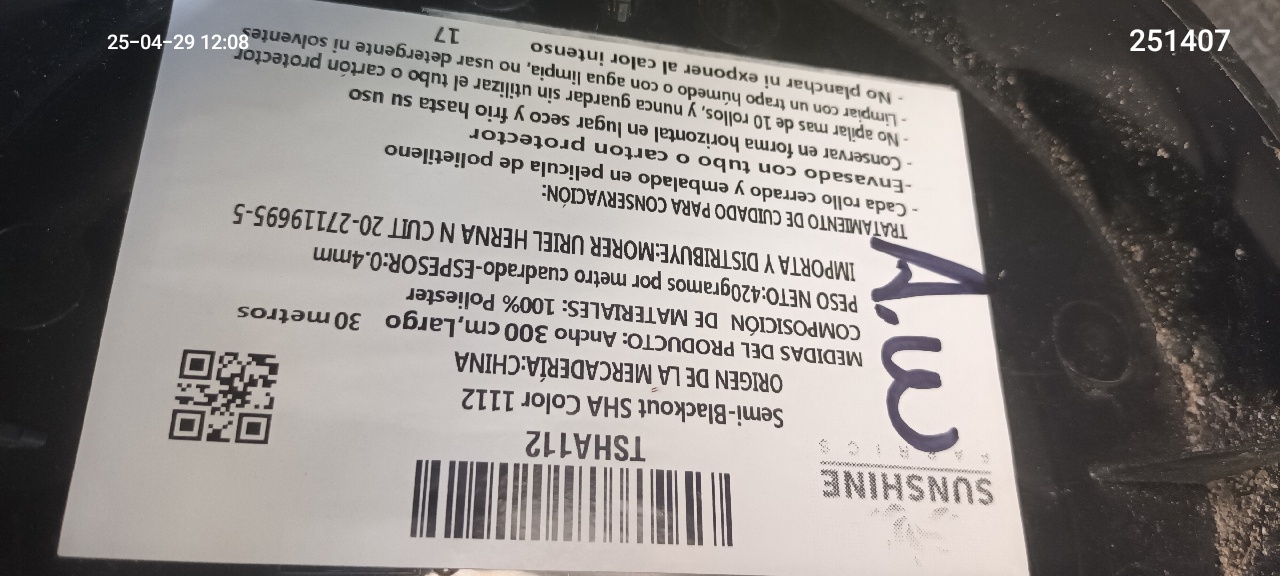 25-04-29 12:08
251407
SUNSHINE
FABRICS
TSHA112
Semi-Blackout SHA Color 1112
ORIGEN DE LA MERCADERÍA:CHINA
MEDIDAS DEL PRODUCTO: Ancho 300 cm,Largo 30 metros
COMPOSICIÓN DE MATERIALES: 100% Poliester
PESO NETO:420gramos por metro cuadrado-ESPESOR:0.4mm
IMPORTA Y DISTRIBUYE:MORER URIEL HERNA N CUIT 20-27119695-5
TRATAMIENTO DE CUIDADO PARA CONSERVACIÓN:
- Cada rollo cerrado y embalado en pelicula de polietileno
-Envasado con tubo o carton protector
- Conservar en forma horizontal en lugar seco y frio hasta su uso
- No apilar mas de 10 rollos, y nunca guardar sin utilizar el tubo o cartón protector
- Limpiar con un trapo húmedo o con agua limpia, no usar detergente ni solventes
- No planchar ni exponer al calor intenso 17